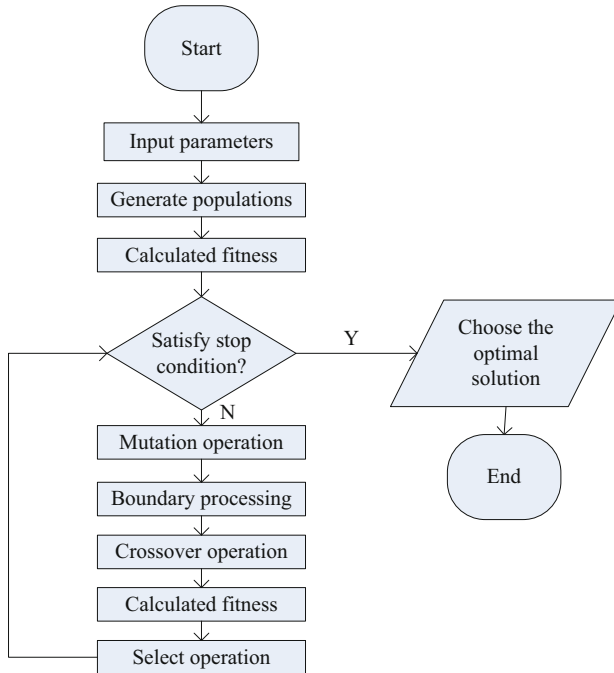 Start
Input parameters
Generate populations
Calculated fitness
Satisfy stop
condition?
Y
Choose the
optimal
solution
N
Mutation operation
End
Boundary processing
Crossover operation
Calculated fitness
Select operation